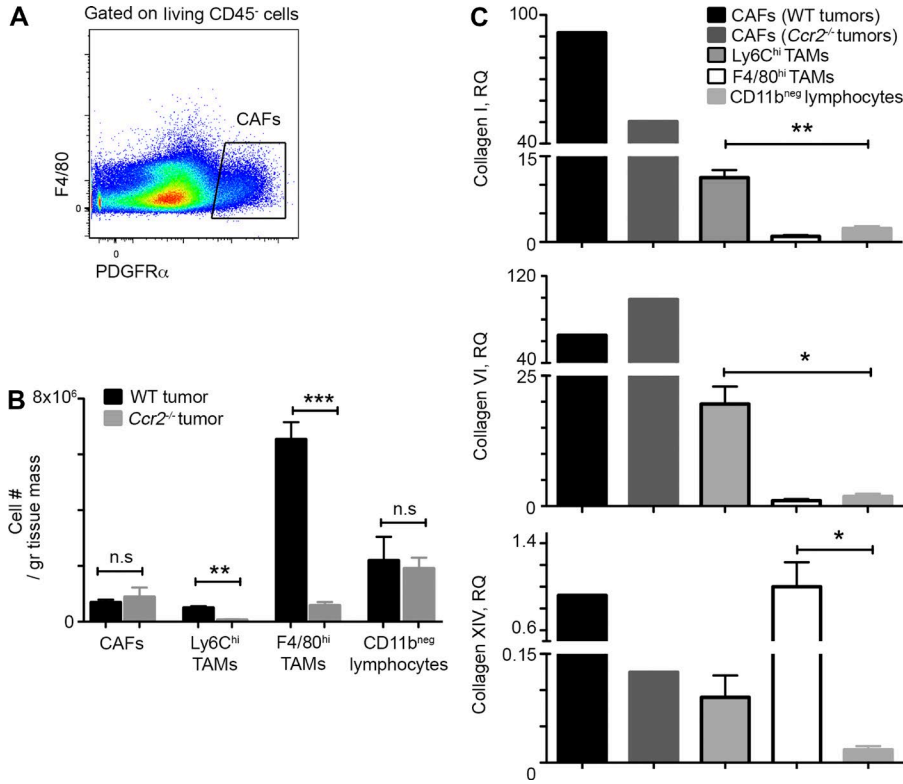 A
Gated on living CD45⁻ cells
CAFs
F4/80
0
0
PDGFRα
B
WT tumor
Ccr2⁻/⁻ tumor
8x10⁶
0
Cell #
/ gr tissue mass
n.s
**
***
n.s
CAFs
Ly6Cʰⁱ
TAMs
F4/80ʰⁱ
TAMs
CD11bⁿᵉᵍ
lymphocytes
C
CAFs (WT tumors)
CAFs (Ccr2⁻/⁻ tumors)
Ly6Cʰⁱ TAMs
F4/80ʰⁱ TAMs
CD11bⁿᵉᵍ lymphocytes
Collagen I, RQ
100
40
15
0
**
Collagen VI, RQ
120
40
25
0
*
Collagen XIV, RQ
1.4
0.6
0.15
0
*